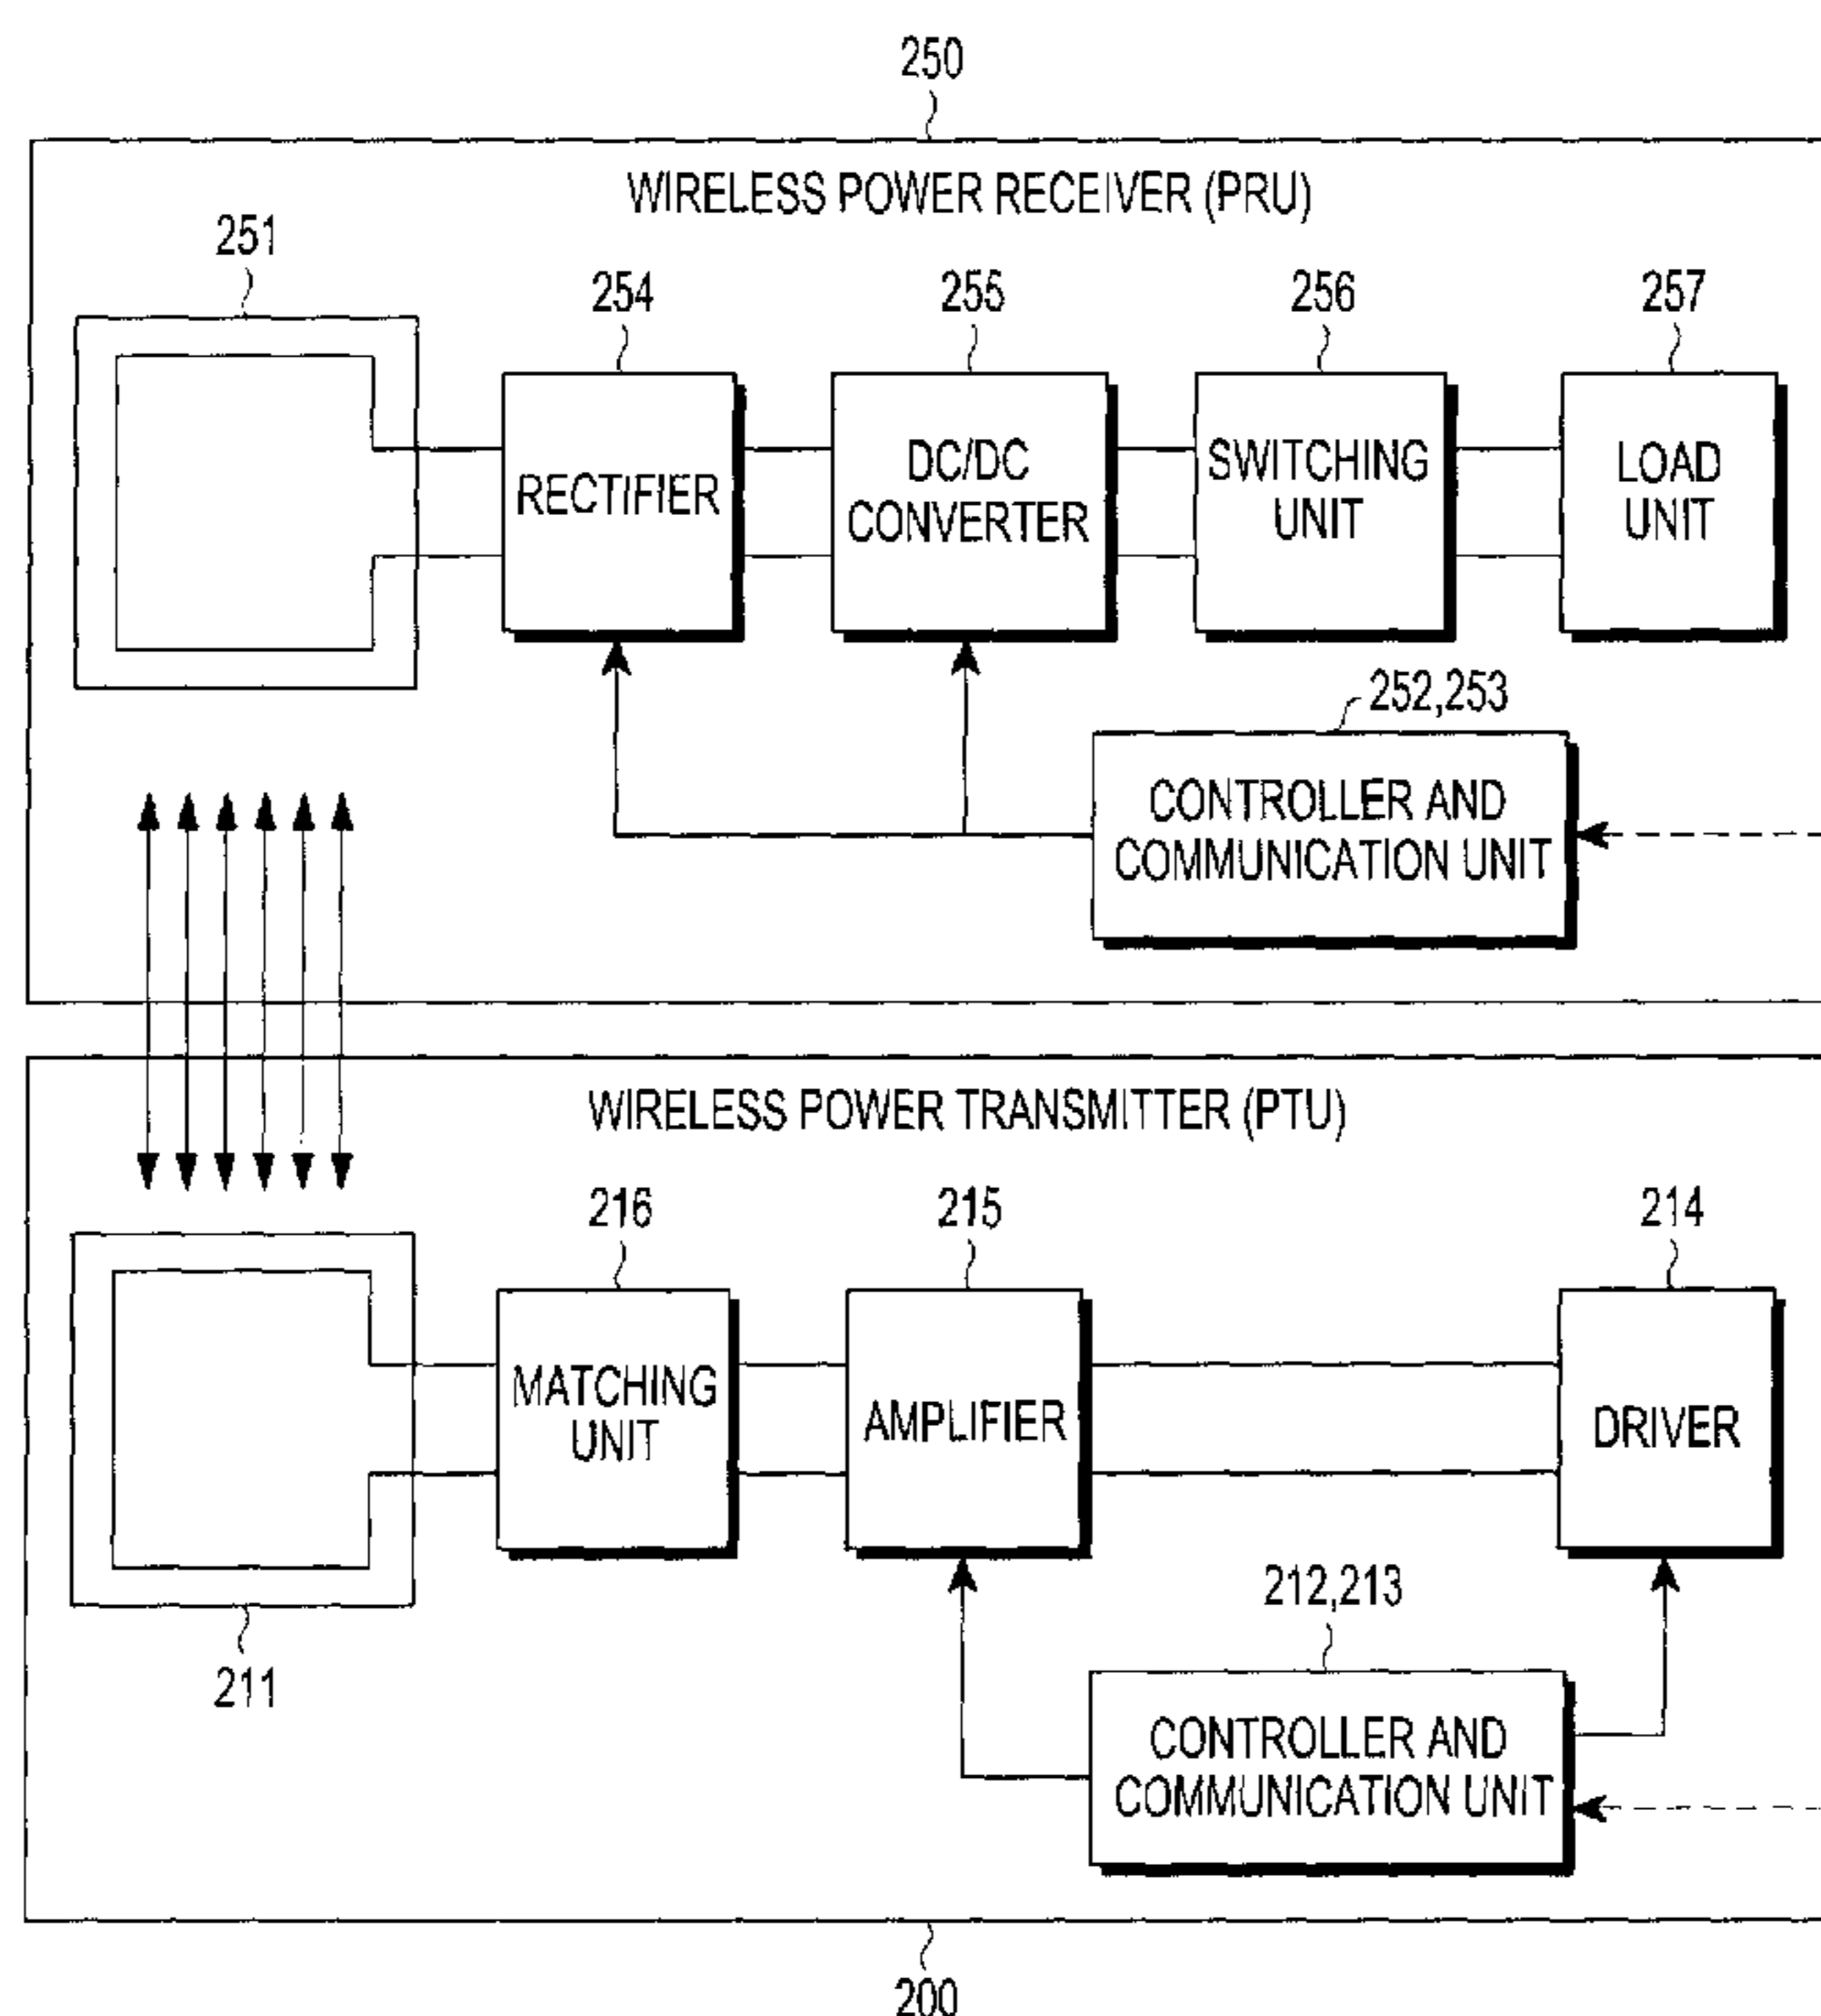 250
WIRELESS POWER RECEIVER (PRU)
251
254
255
256
257
RECTIFIER
DC/DC
CONVERTER
SWITCHING
UNIT
LOAD
UNIT
252,253
CONTROLLER AND
COMMUNICATION UNIT
WIRELESS POWER TRANSMITTER (PTU)
216
215
214
MATCHING
UNIT
AMPLIFIER
DRIVER
212,213
211
CONTROLLER AND
COMMUNICATION UNIT
200